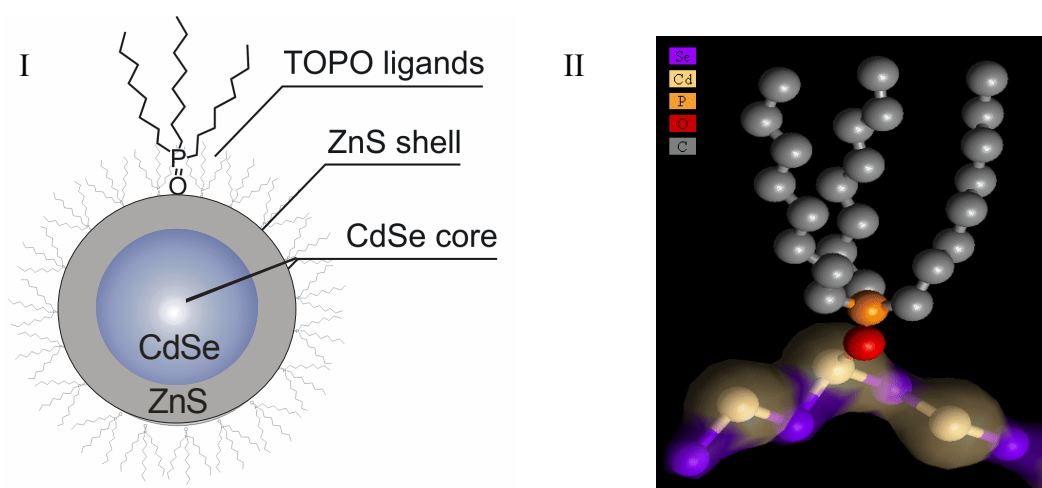 I
TOPO ligands
ZnS shell
CdSe core
P
O
CdSe
ZnS
II
Se
Cd
P
O
C